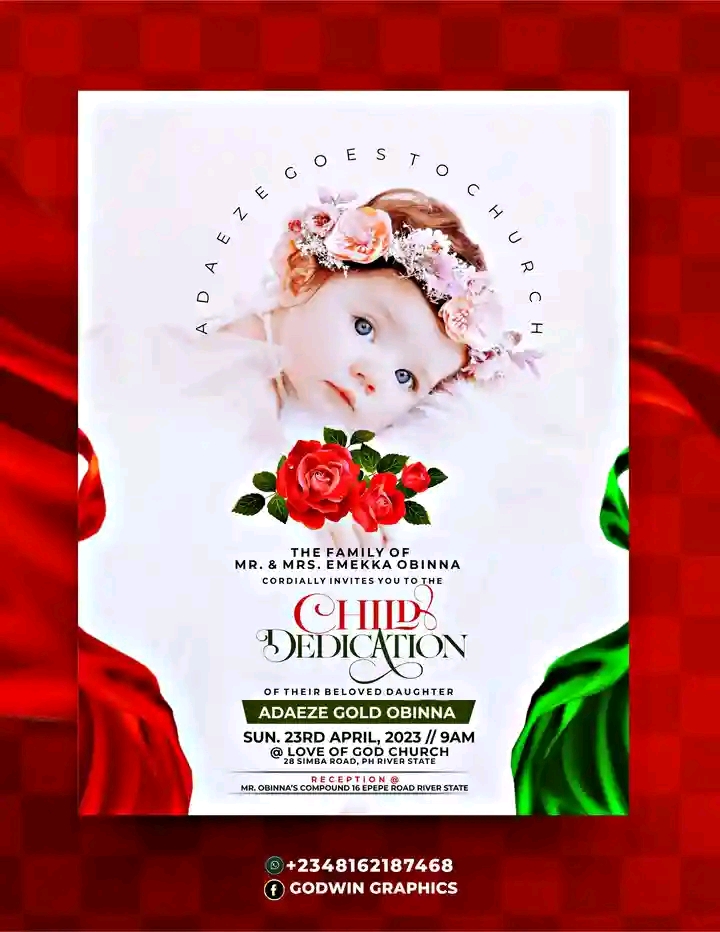 ADAEZE GOES TO CHURCH
THE FAMILY OF
MR. & MRS. EMEKKA OBINNA
CORDIALLY INVITES YOU TO THE
CHILD
DEDICATION
OF THEIR BELOVED DAUGHTER
ADAEZE GOLD OBINNA
SUN. 23RD APRIL, 2023 // 9AM
@ LOVE OF GOD CHURCH
28 SIMBA ROAD, PH RIVER STATE
RECEPTION @
MR. OBINNA'S COMPOUND 16 EPEPE ROAD RIVER STATE
+2348162187468
GODWIN GRAPHICS